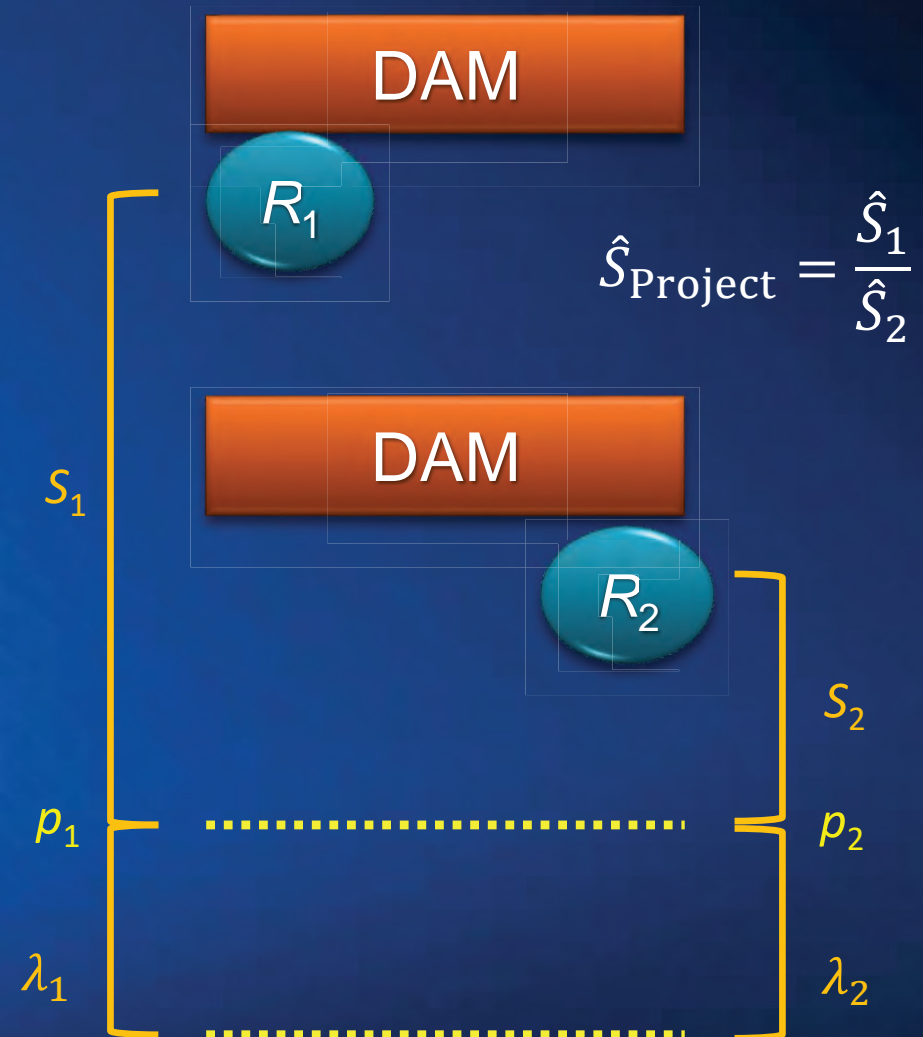 DAM
R₁
Ŝ_Project = Ŝ₁ / Ŝ₂
DAM
S₁
R₂
S₂
p₁
p₂
λ₁
λ₂